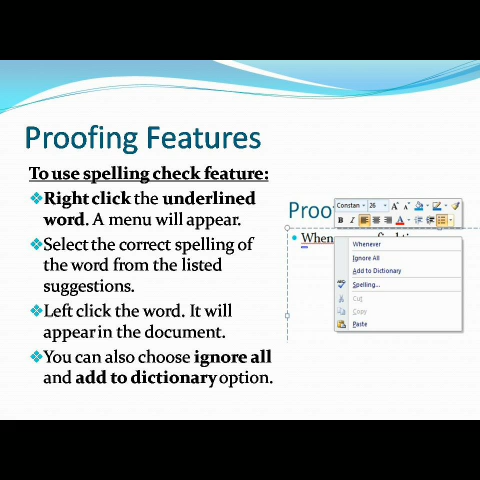 Proofing Features
To use spelling check feature:
Right click the underlined
word. A menu will appear.
Select the correct spelling of
the word from the listed
suggestions.
Left click the word. It will
appear in the document.
You can also choose ignore all
and add to dictionary option.
Proo
Constan 26
B I A
When
Whenever
Ignore All
Add to Dictionary
Spelling...
Cut
Copy
Paste